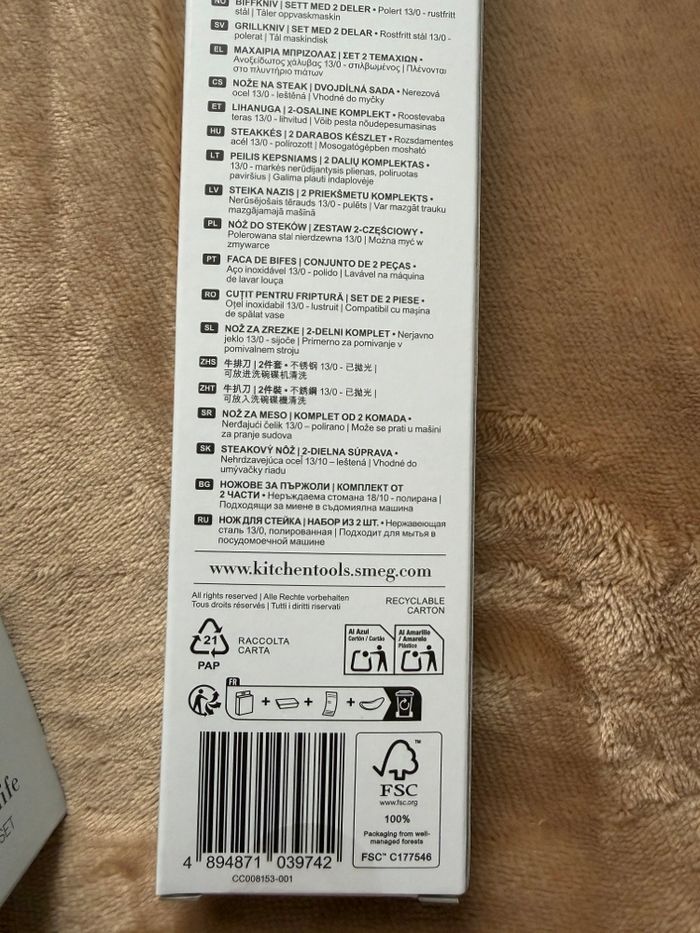 NO BIFFKNIV | SETT MED 2 DELER • Polert 13/0 - rustfritt
stål | Tåler oppvaskmaskin
SV GRILLKNIV | SET MED 2 DELAR • Rostfritt stål 13/0 -
polerat | Tål maskindisk
EL ΜΑΧΑΙΡΙΑ ΜΠΡΙΖΟΛΑΣ | ΣΕΤ 2 ΤΕΜΑΧΙΩΝ •
Ανοξείδωτος χάλυβας 13/0 - στιλβωμένος | Πλένονται
στο πλυντήριο πιάτων
CS NOŽE NA STEAK | DVOJDÍLNÁ SADA • Nerezová
ocel 13/0 - leštěná | Vhodné do myčky
ET LIHANUGA | 2-OSALINE KOMPLEKT • Roostevaba
teras 13/0 - lihvitud | Võib pesta nõudepesumasinas
HU STEAKKÉS | 2 DARABOS KÉSZLET • Rozsdamentes
acél 13/0 - polírozott | Mosogatógépben mosható
LT PEILIS KEPSNIAMS | 2 DALIŲ KOMPLEKTAS •
13/0 - markės nerūdijantysis plienas, poliruotas
paviršius | Galima plauti indaplovėje
LV STEIKA NAZIS | 2 PRIEKŠMETU KOMPLEKTS •
Nerūsējošais tērauds 13/0 - pulēts | Var mazgāt trauku
mazgājamajā mašīnā
PL NÓŻ DO STEKÓW | ZESTAW 2-CZĘŚCIOWY •
Polerowana stal nierdzewna 13/0 | Można myć w
zmywarce
PT FACA DE BIFES | CONJUNTO DE 2 PEÇAS •
Aço inoxidável 13/0 - polido | Lavável na máquina
de lavar louça
RO CUȚIT PENTRU FRIPTURĂ | SET DE 2 PIESE •
Oțel inoxidabil 13/0 - lustruit | Compatibil cu mașina
de spălat vase
SL NOŽ ZA ZREZKE | 2-DELNI KOMPLET • Nerjavno
jeklo 13/0 - sijoče | Primerno za pomivanje v
pomivalnem stroju
ZHS 牛排刀 | 2件套 • 不锈钢 13/0 - 已抛光 |
可放进洗碗碟机清洗
ZHT 牛扒刀 | 2件裝 • 不銹鋼 13/0 - 已拋光 |
可放入洗碗碟機清洗
SR NOŽ ZA MESO | KOMPLET OD 2 KOMADA •
Nerđajući čelik 13/0 – polirano | Može se prati u mašini
za pranje sudova
SK STEAKOVÝ NÔŽ | 2-DIELNA SÚPRAVA •
Nehrdzavejúca oceľ 13/10 – leštená | Vhodné do
umývačky riadu
BG НОЖОВЕ ЗА ПЪРЖОЛИ | КОМПЛЕКТ ОТ
2 ЧАСТИ • Неръждаема стомана 18/10 - полирана |
Подходящи за миене в съдомиялна машина
RU НОЖ ДЛЯ СТЕЙКА | НАБОР ИЗ 2 ШТ. • Нержавеющая
сталь 13/0, полированная | Подходит для мытья в
посудомоечной машине
www.kitchentools.smeg.com
All rights reserved | Alle Rechte vorbehalten
Tous droits réservés | Tutti i diritti riservati
RECYCLABLE
CARTON
21
PAP
RACCOLTA
CARTA
Al Azul
Cartón / Cartão
Al Amarillo
/ Amarelo
Plástico
FR
+ + +
FSC
www.fsc.org
100%
Packaging from well-
managed forests
FSC™ C177546
4 894871 039742
CC008153-001
ife
SET